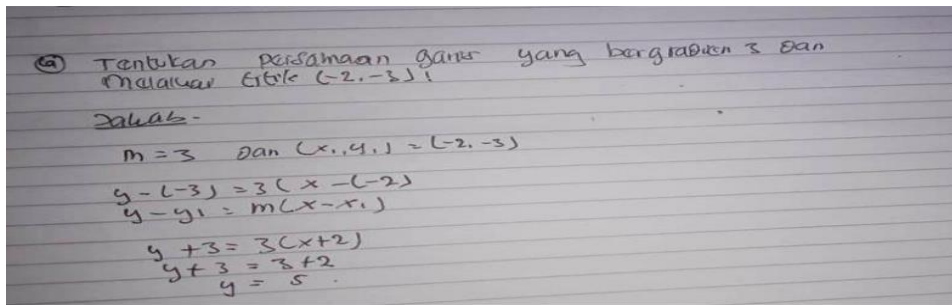 a Tentukan persamaan garis yang bergradien 3 dan
melalui titik (-2, -3)!
Jawab -
m = 3 dan (x₁, y₁) = (-2, -3)
y - (-3) = 3 ( x - (-2)
y - y₁ = m(x - x₁)
y + 3 = 3(x+2)
y + 3 = 3 + 2
y = 5 .